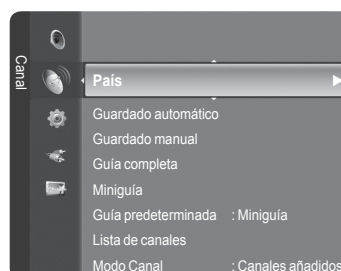 Canal
País
Guardado automático
Guardado manual
Guía completa
Miniguía
Guía predeterminada : Miniguía
Lista de canales
Modo Canal : Canales añadidos